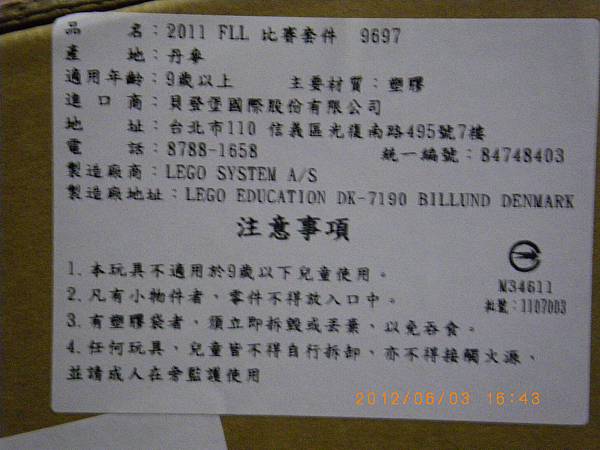 品 名：2011 FLL 比賽套件 9697
產 地：丹麥
適用年齡：9歲以上 主要材質：塑膠
進 口 商：貝登堡國際股份有限公司
地 址：台北市110 信義區光復南路495號7樓
電 話：8788-1658 統一編號：84748403
製造廠商：LEGO SYSTEM A/S
製造廠地址：LEGO EDUCATION DK-7190 BILLUND DENMARK
注意事項
1. 本玩具不適用於9歲以下兒童使用。
2. 凡有小物件者，零件不得放入口中。
3. 有塑膠袋者，須立即拆毀或丟棄，以免吞食。
4. 任何玩具，兒童皆不得自行拆卸，亦不得接觸火源，
並請成人在旁監護使用
M34611
批號：1107003
2012/06/03 16:43